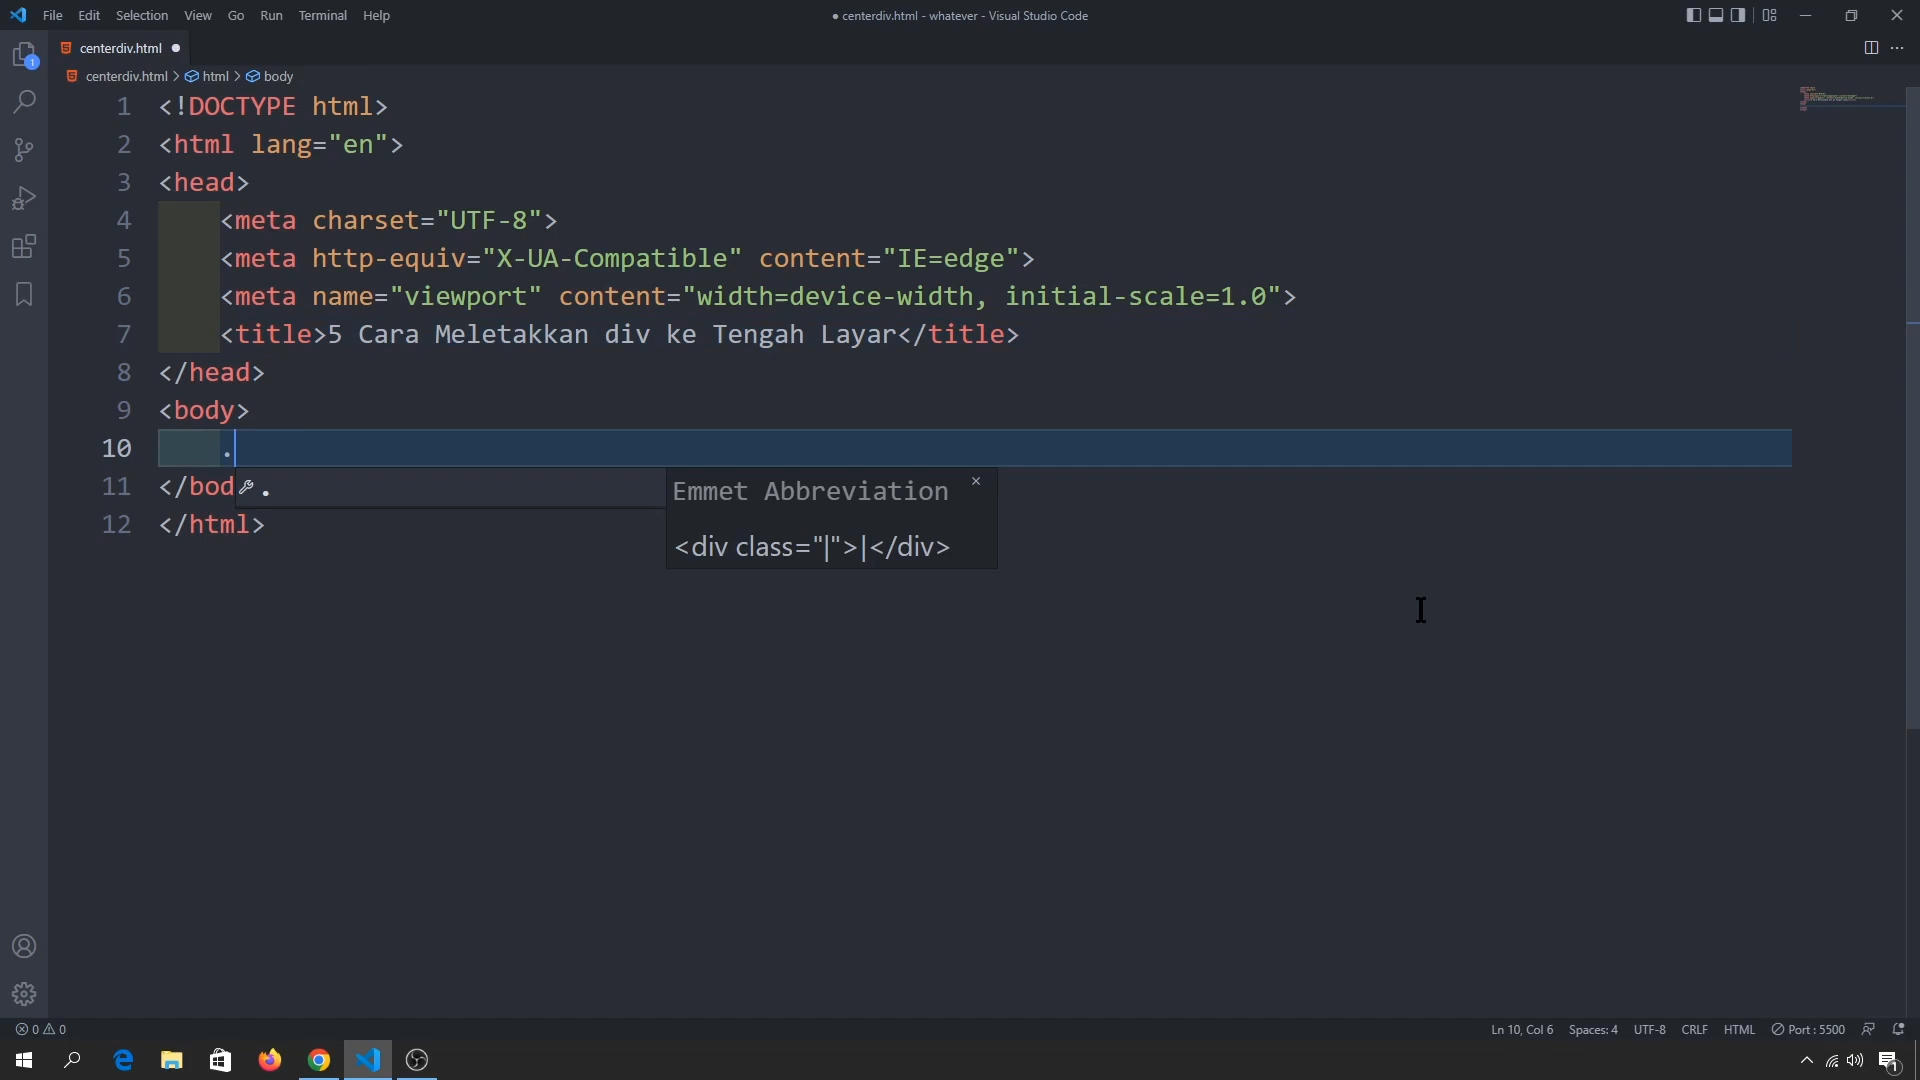 File Edit Selection View Go Run Terminal Help
● centerdiv.html - whatever - Visual Studio Code
centerdiv.html ●
centerdiv.html > html > body
1 <!DOCTYPE html>
2 <html lang="en">
3 <head>
4 <meta charset="UTF-8">
5 <meta http-equiv="X-UA-Compatible" content="IE=edge">
6 <meta name="viewport" content="width=device-width, initial-scale=1.0">
7 <title>5 Cara Meletakkan div ke Tengah Layar</title>
8 </head>
9 <body>
10 .
11 </bod
.
Emmet Abbreviation
<div class="|">|</div>
12 </html>
1
0 0
Ln 10, Col 6 Spaces: 4 UTF-8 CRLF HTML Port : 5500
1